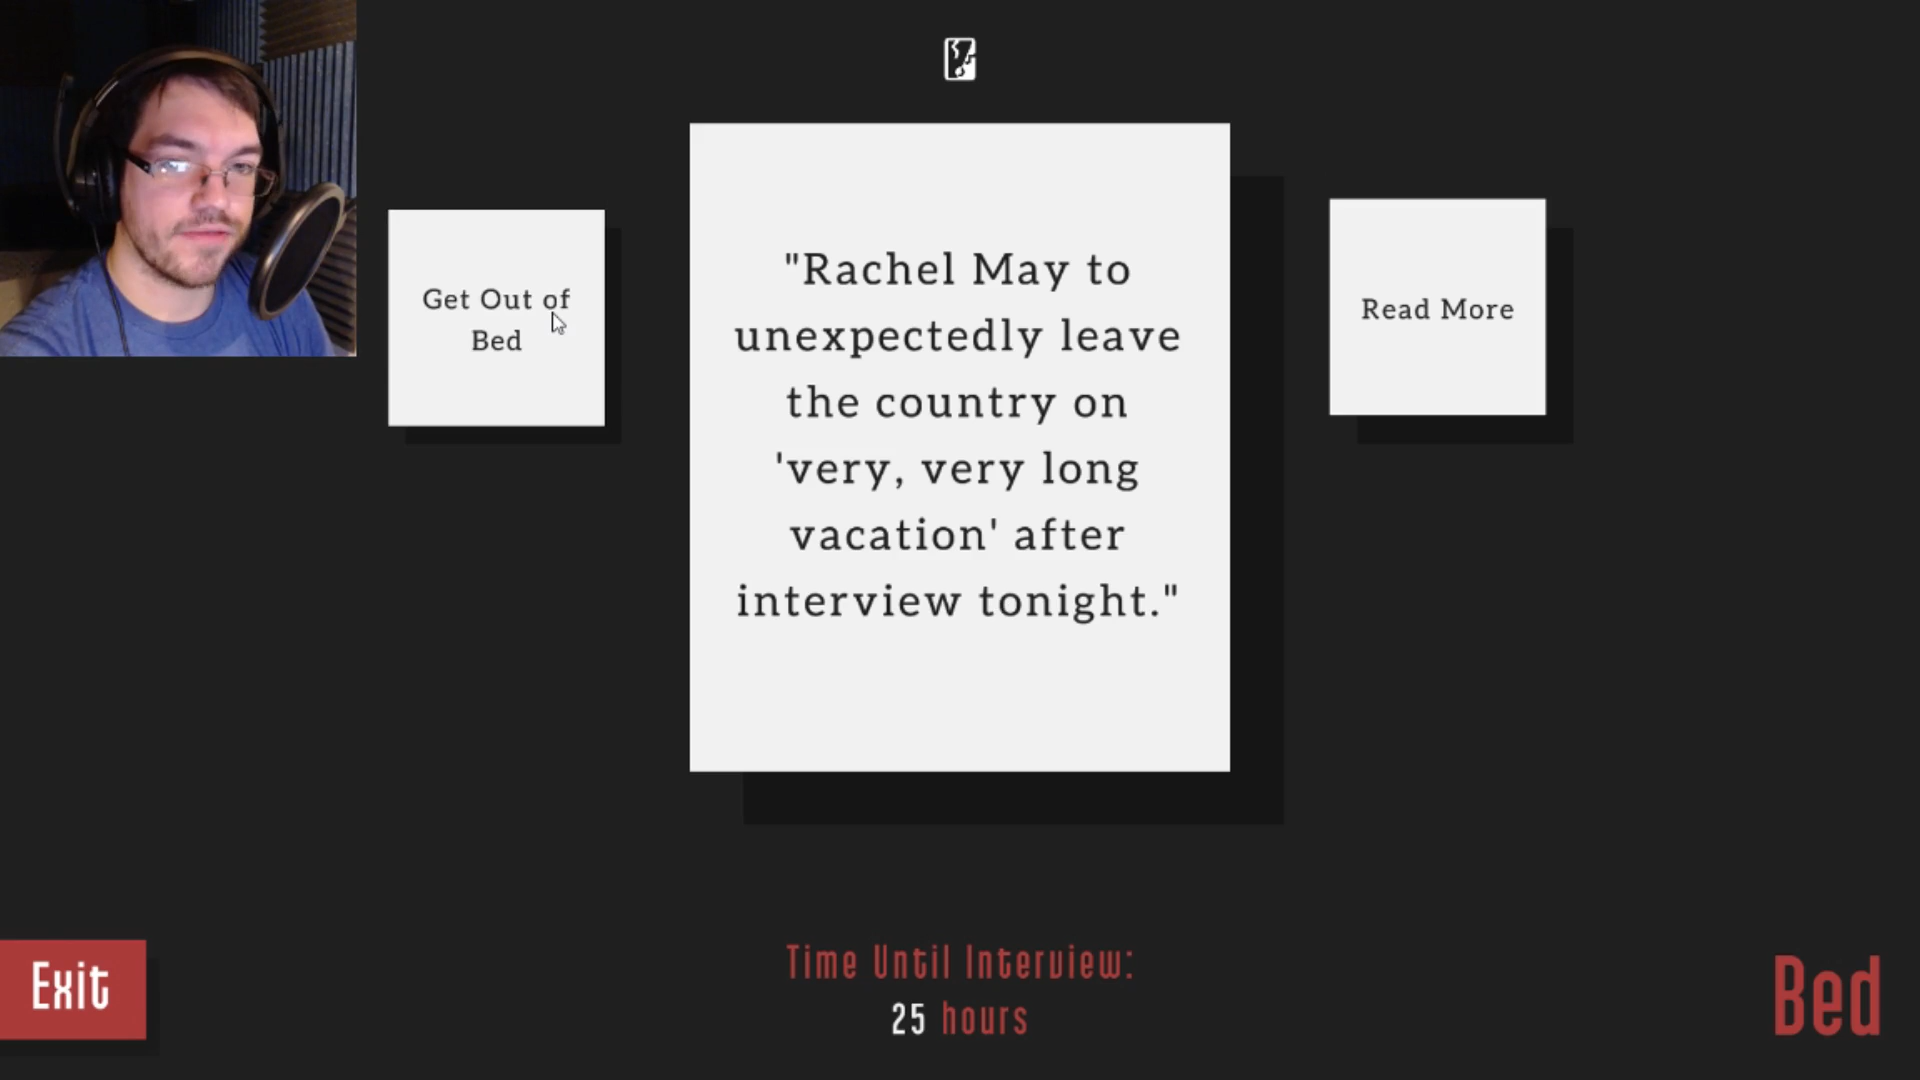 Get Out of
Bed
"Rachel May to
unexpectedly leave
the country on
'very, very long
vacation' after
interview tonight."
Read More
Exit
Time Until Interview:
25 hours
Bed